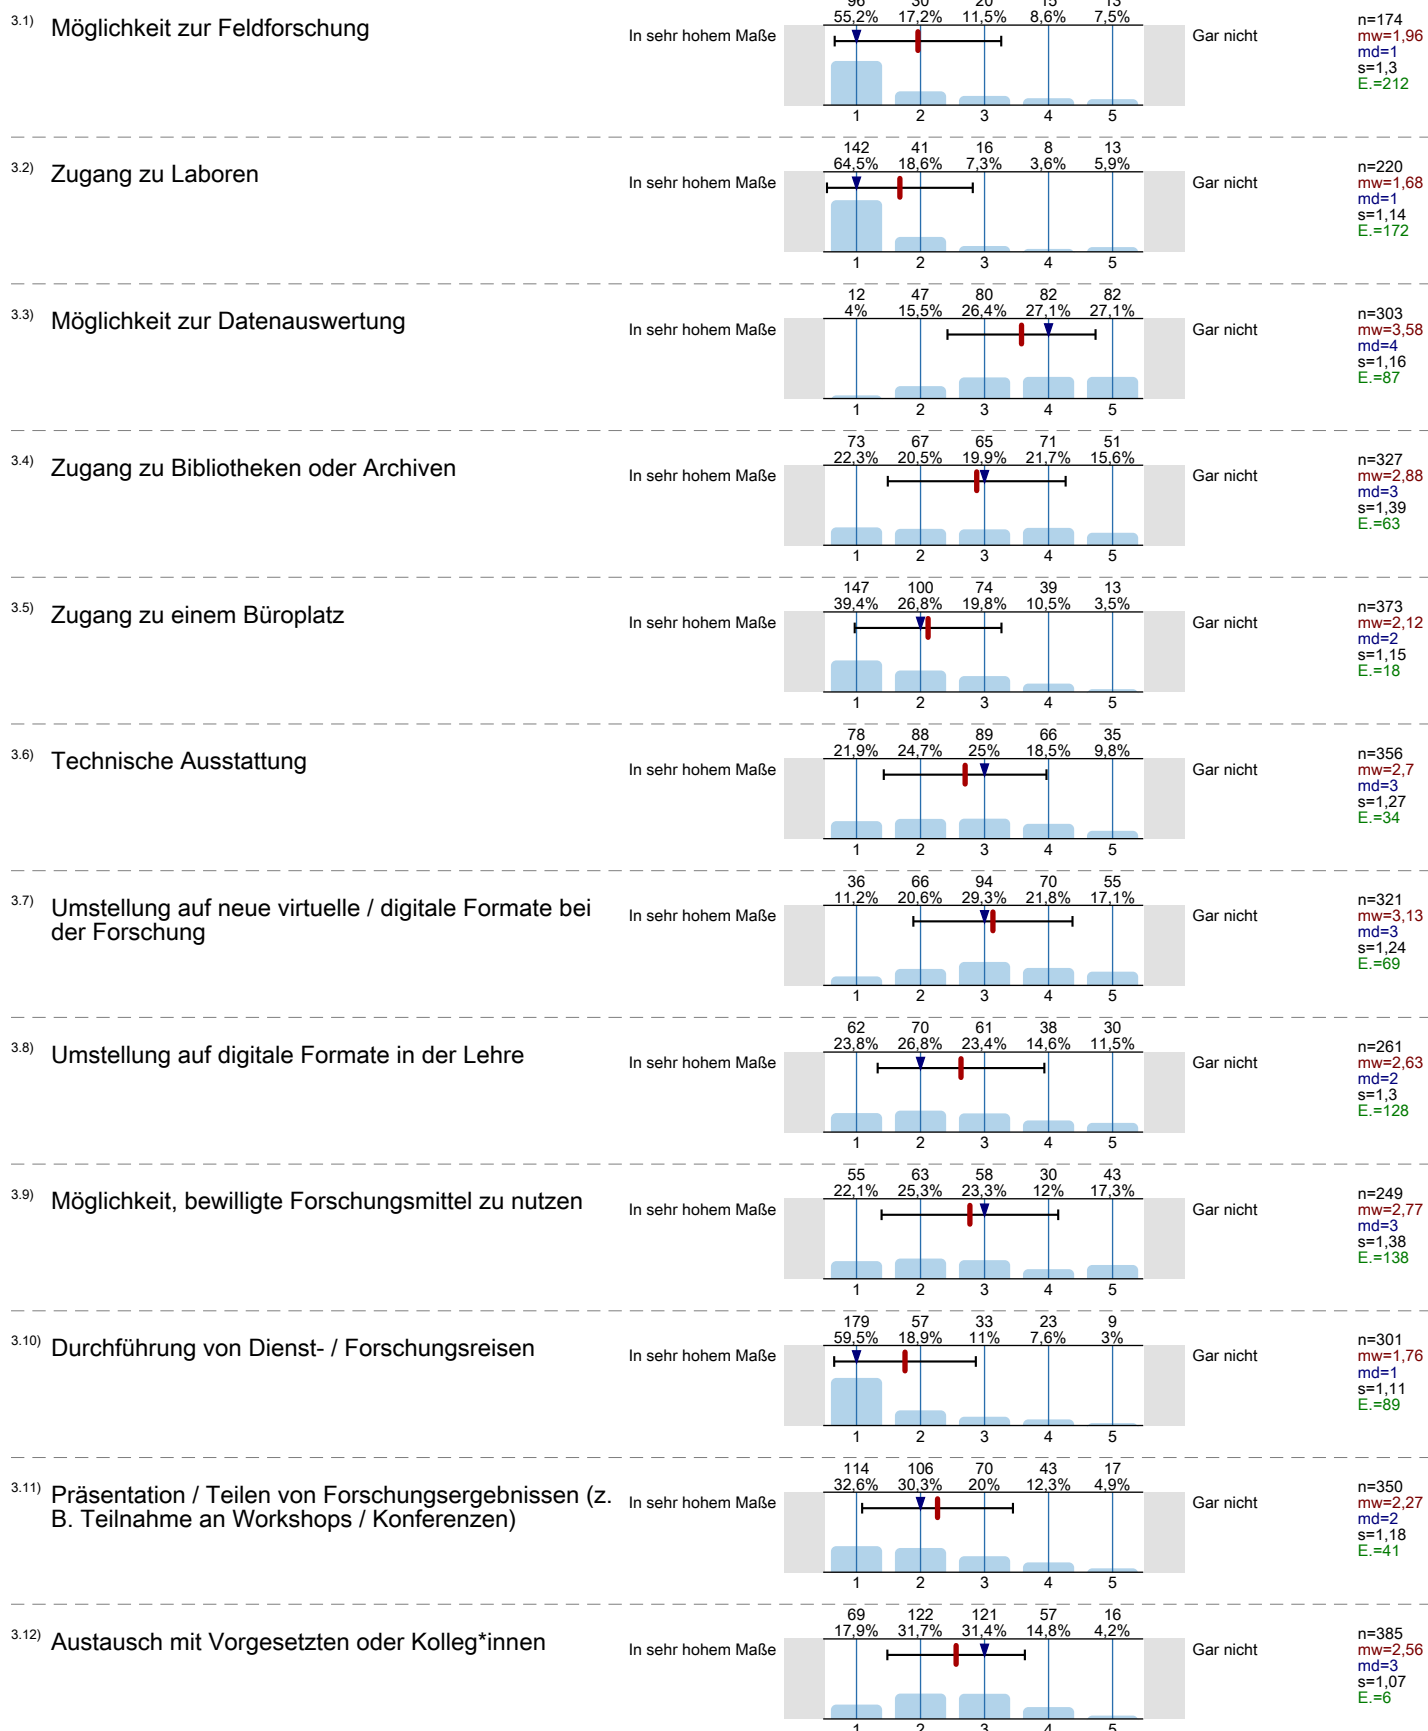 96 30 20 15 13
3.1) Möglichkeit zur Feldforschung In sehr hohem Maße 55,2% 17,2% 11,5% 8,6% 7,5% Gar nicht n=174
mw=1,96
md=1
s=1,3
E.=212
1 2 3 4 5
142 41 16 8 13
3.2) Zugang zu Laboren In sehr hohem Maße 64,5% 18,6% 7,3% 3,6% 5,9% Gar nicht n=220
mw=1,68
md=1
s=1,14
E.=172
1 2 3 4 5
12 47 80 82 82
3.3) Möglichkeit zur Datenauswertung In sehr hohem Maße 4% 15,5% 26,4% 27,1% 27,1% Gar nicht n=303
mw=3,58
md=4
s=1,16
E.=87
1 2 3 4 5
73 67 65 71 51
3.4) Zugang zu Bibliotheken oder Archiven In sehr hohem Maße 22,3% 20,5% 19,9% 21,7% 15,6% Gar nicht n=327
mw=2,88
md=3
s=1,39
E.=63
1 2 3 4 5
147 100 74 39 13
3.5) Zugang zu einem Büroplatz In sehr hohem Maße 39,4% 26,8% 19,8% 10,5% 3,5% Gar nicht n=373
mw=2,12
md=2
s=1,15
E.=18
1 2 3 4 5
78 88 89 66 35
3.6) Technische Ausstattung In sehr hohem Maße 21,9% 24,7% 25% 18,5% 9,8% Gar nicht n=356
mw=2,7
md=3
s=1,27
E.=34
1 2 3 4 5
36 66 94 70 55
3.7) Umstellung auf neue virtuelle / digitale Formate bei In sehr hohem Maße 11,2% 20,6% 29,3% 21,8% 17,1% Gar nicht n=321
der Forschung mw=3,13
md=3
s=1,24
E.=69
1 2 3 4 5
62 70 61 38 30
3.8) Umstellung auf digitale Formate in der Lehre In sehr hohem Maße 23,8% 26,8% 23,4% 14,6% 11,5% Gar nicht n=261
mw=2,63
md=2
s=1,3
E.=128
1 2 3 4 5
55 63 58 30 43
3.9) Möglichkeit, bewilligte Forschungsmittel zu nutzen In sehr hohem Maße 22,1% 25,3% 23,3% 12% 17,3% Gar nicht n=249
mw=2,77
md=3
s=1,38
E.=138
1 2 3 4 5
179 57 33 23 9
3.10) Durchführung von Dienst- / Forschungsreisen In sehr hohem Maße 59,5% 18,9% 11% 7,6% 3% Gar nicht n=301
mw=1,76
md=1
s=1,11
E.=89
1 2 3 4 5
114 106 70 43 17
3.11) Präsentation / Teilen von Forschungsergebnissen (z. In sehr hohem Maße 32,6% 30,3% 20% 12,3% 4,9% Gar nicht n=350
B. Teilnahme an Workshops / Konferenzen) mw=2,27
md=2
s=1,18
E.=41
1 2 3 4 5
69 122 121 57 16
3.12) Austausch mit Vorgesetzten oder Kolleg*innen In sehr hohem Maße 17,9% 31,7% 31,4% 14,8% 4,2% Gar nicht n=385
mw=2,56
md=3
s=1,07
E.=6
1 2 3 4 5